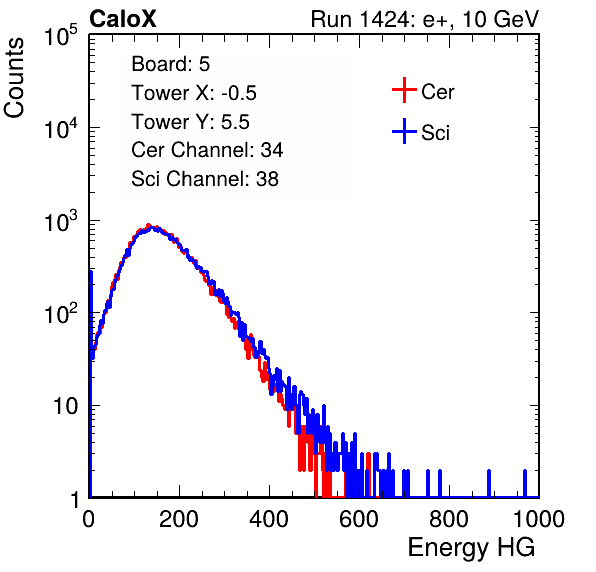 CaloX Run 1424: e+, 10 GeV
Counts
Board: 5
Tower X: -0.5
Tower Y: 5.5
Cer Channel: 34
Sci Channel: 38
Cer
Sci
10^5
10^4
10^3
10^2
10
1
0 200 400 600 800 1000
Energy HG